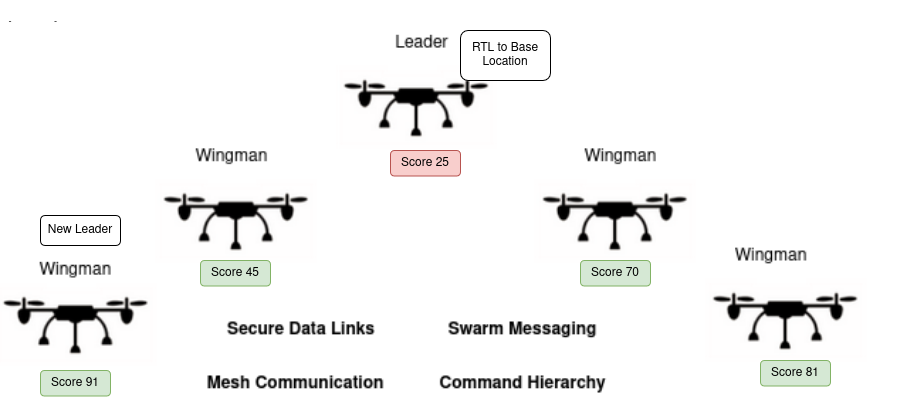 Leader
RTL to Base
Location
Score 25
Wingman
Wingman
Score 45
Score 70
New Leader
Wingman
Wingman
Score 91
Score 81
Secure Data Links
Swarm Messaging
Mesh Communication
Command Hierarchy